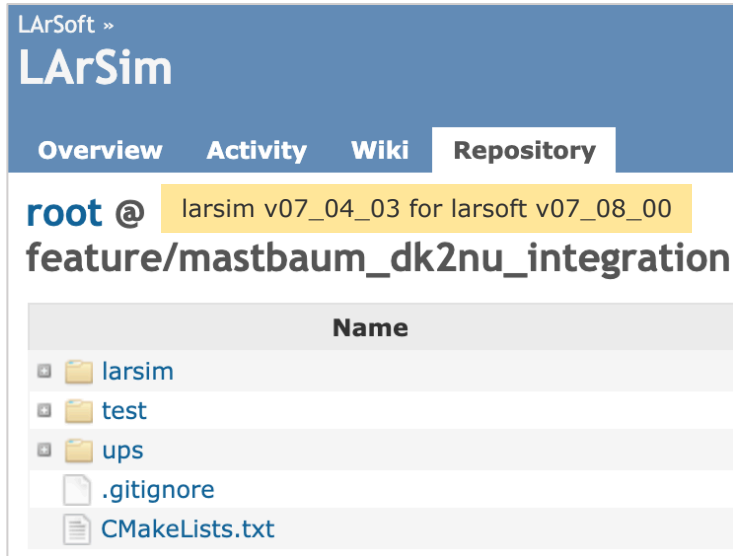 LArSoft »
LArSim
Overview Activity Wiki Repository
root @ larsim v07_04_03 for larsoft v07_08_00
feature/mastbaum_dk2nu_integration
Name
larsim
test
ups
.gitignore
CMakeLists.txt